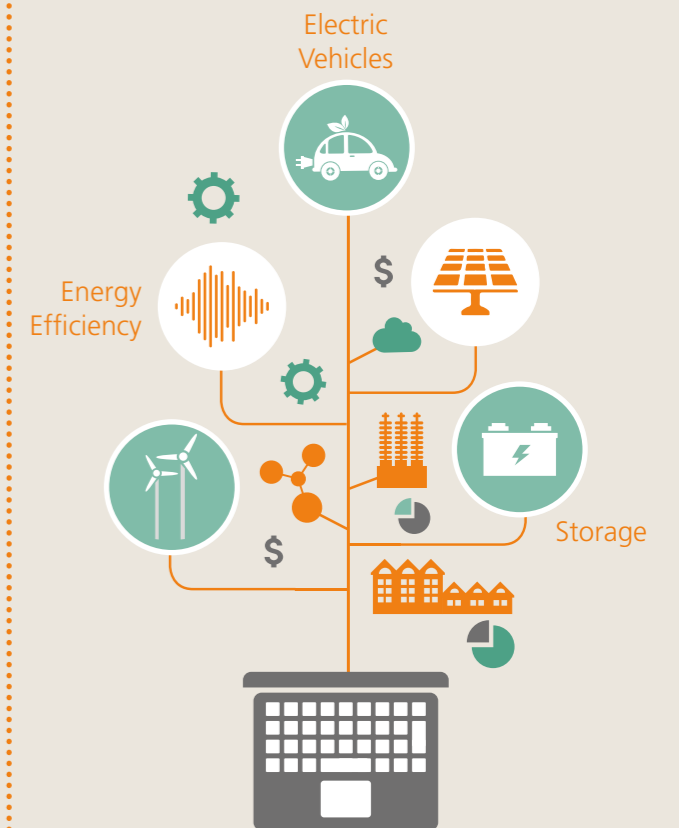 Electric
Vehicles
$
Energy
Efficiency
Storage
$